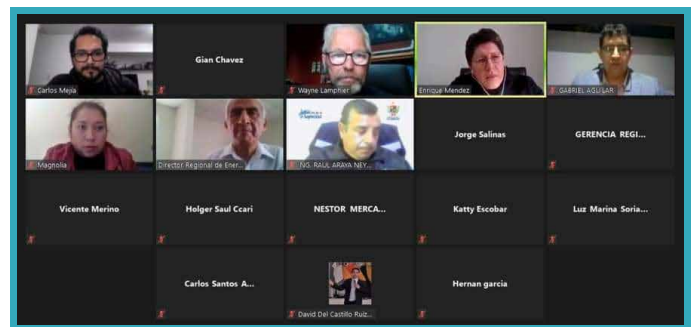 Carlos Mejia
Gian Chavez
Wayne Lamphier
Enrique Mendez
GABRIEL AGUILAR
Magnolia
Director Regional de Ener...
ING. RAUL ARAYA NEY...
Jorge Salinas
GERENCIA REGI...
Vicente Merino
Holger Saul Ccari
NESTOR MERCA...
Katty Escobar
Luz Marina Soria...
Carlos Santos A...
David Del Castillo Ruiz...
Hernan garcia